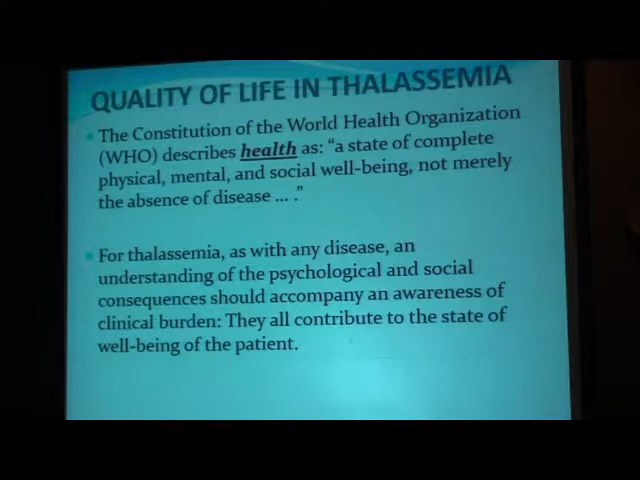 QUALITY OF LIFE IN THALASSEMIA
The Constitution of the World Health Organization
(WHO) describes health as: “a state of complete
physical, mental, and social well-being, not merely
the absence of disease ... .”
For thalassemia, as with any disease, an
understanding of the psychological and social
consequences should accompany an awareness of
clinical burden: They all contribute to the state of
well-being of the patient.